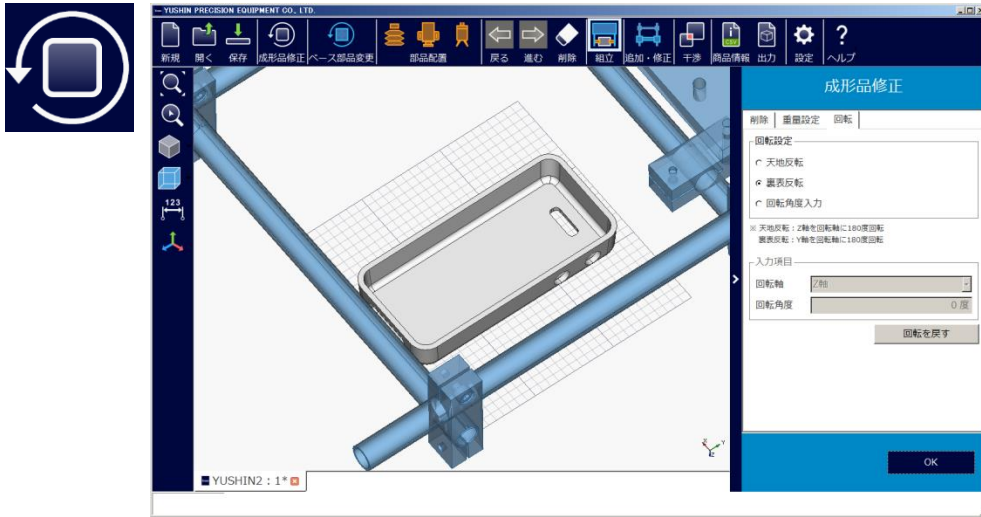 YUSHIN PRECISION EQUIPMENT CO., LTD.
新規 開く 保存 成形品修正 ベース部品変更 部品配置 戻る 進む 削除 組立 追加・修正 干渉 商品情報 出力 設定 ヘルプ
?
i
CSV
123
成形品修正
削除 重量設定 回転
回転設定
天地反転
裏表反転
回転角度入力
※ 天地反転：Z軸を回転軸に180度回転
裏表反転：Y軸を回転軸に180度回転
入力項目
回転軸 Z軸
回転角度 0 度
回転を戻す
X Y
Z
OK
YUSHIN2 : 1*